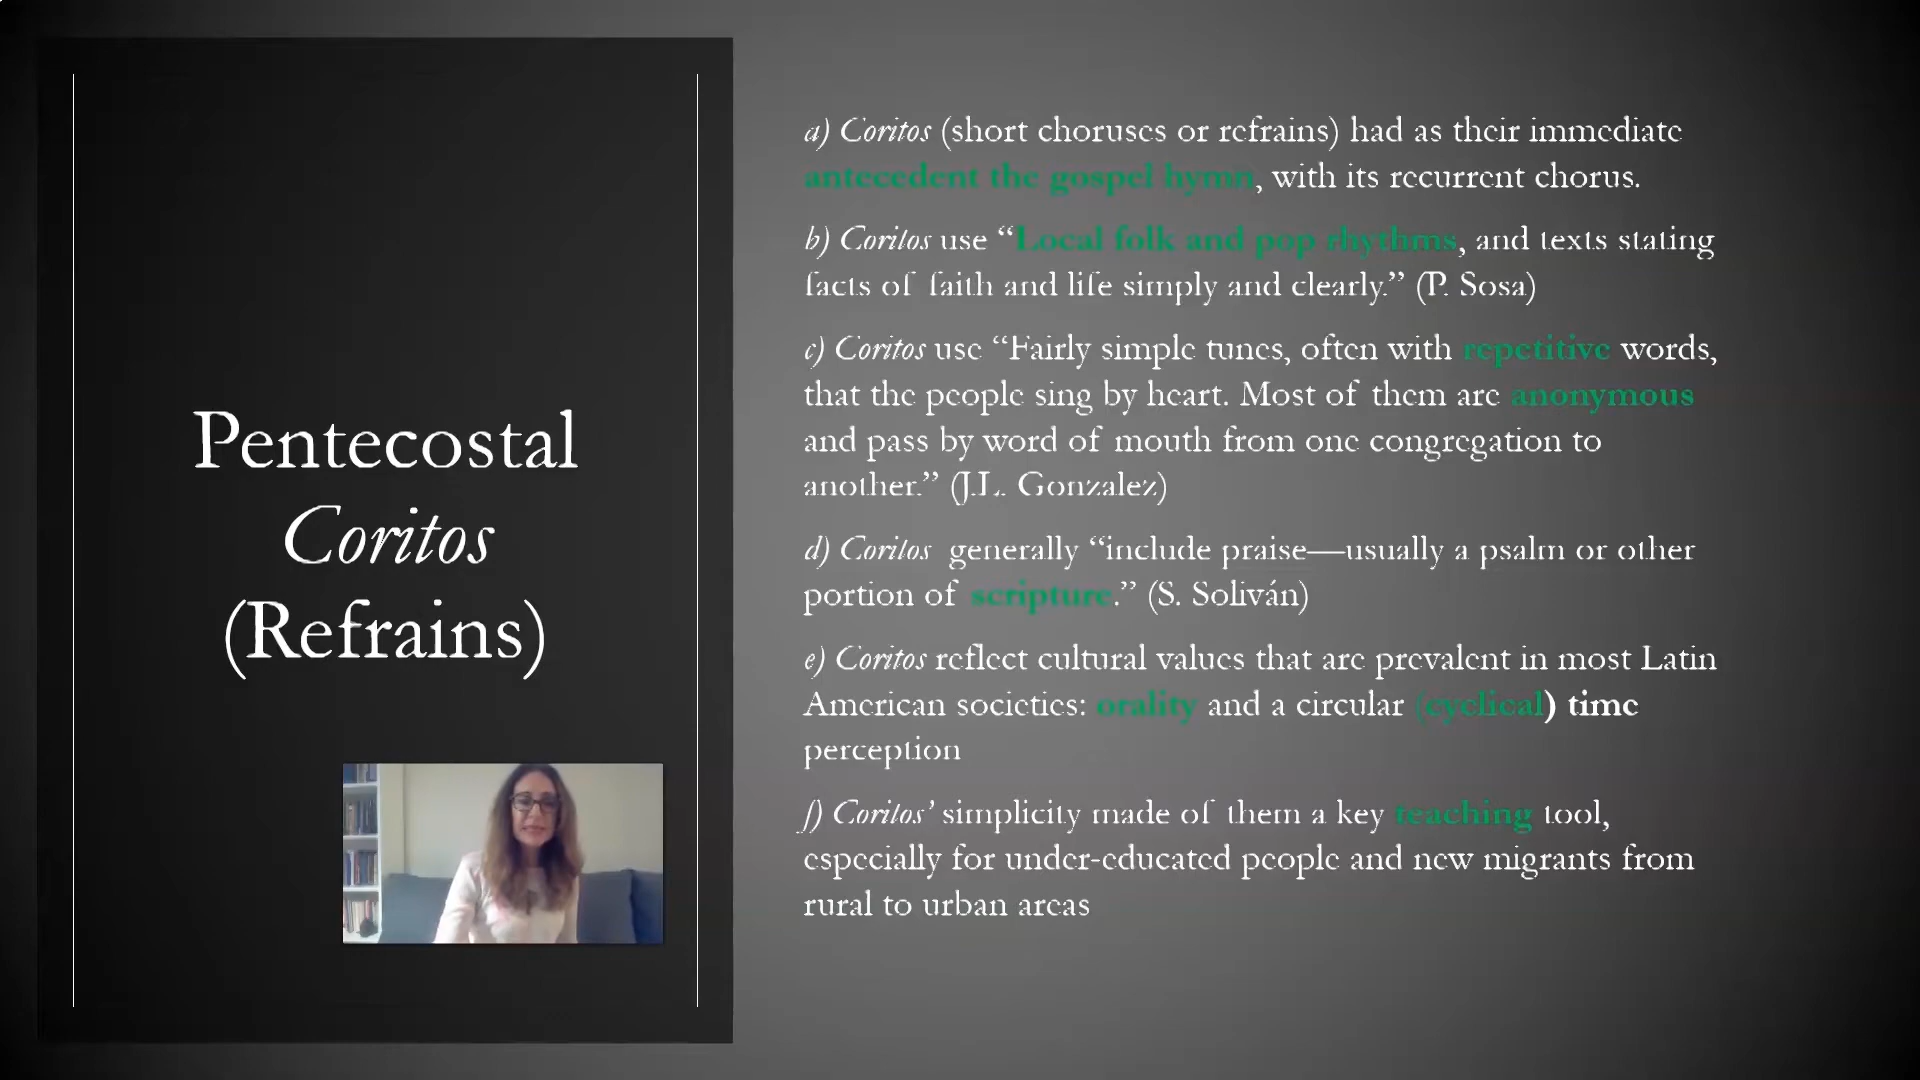 Pentecostal
Coritos
(Refrains)
a) Coritos (short choruses or refrains) had as their immediate
antecedent the gospel hymn, with its recurrent chorus.
b) Coritos use “Local folk and pop rhythms, and texts stating
facts of faith and life simply and clearly.” (P. Sosa)
c) Coritos use “Fairly simple tunes, often with repetitive words,
that the people sing by heart. Most of them are anonymous
and pass by word of mouth from one congregation to
another.” (J.L. Gonzalez)
d) Coritos generally “include praise—usually a psalm or other
portion of scripture.” (S. Soliván)
e) Coritos reflect cultural values that are prevalent in most Latin
American societies: orality and a circular (cyclical) time
perception
f) Coritos’ simplicity made of them a key teaching tool,
especially for under-educated people and new migrants from
rural to urban areas